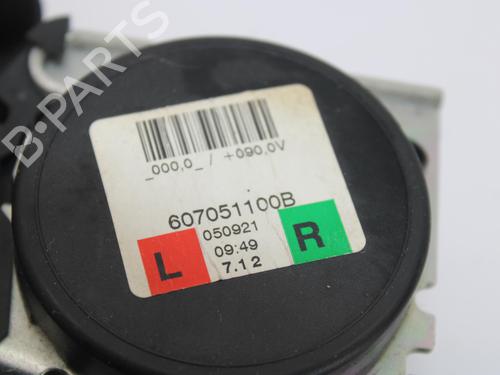 B-PARTS
_000,0_ / +090,0V
607051100B
050921
09:49
7.12
L
R